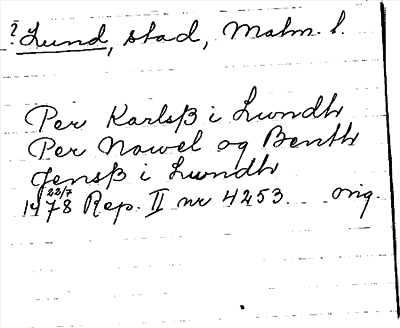 ? Lund, stad, Malm. l.
Per Karlsß i Lwndh
Per Nawel og Benth
Jensß i Lwndh
22/7
1478 Rep. II nr 4253. orig.